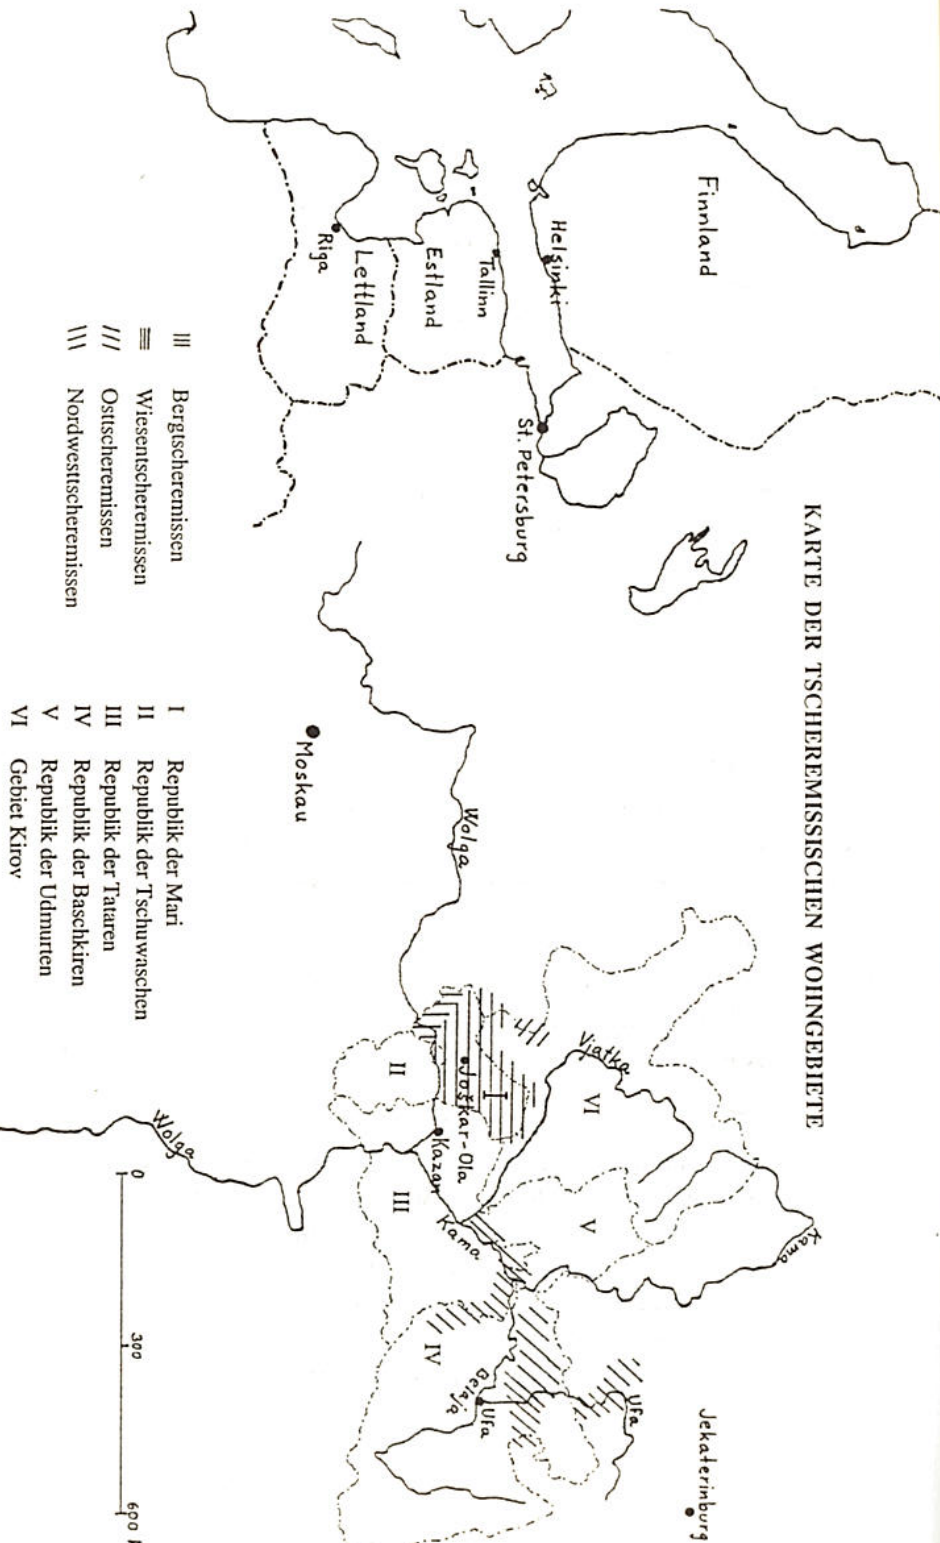 KARTE DER TSCHEREMISSISCHEN WOHNGEBIETE
Finnland
Helsinki
Tallinn
Estland
Lettland
Riga
St. Petersburg
Moskau
Wolga
Vjatka
VI
Kama
I
Joškar-Ola
V
II
Kazan
Kama
III
Wolga
IV
Belaja
Ufa
Ufa
Jekaterinburg
0 300 600
||| Bergtscheremissen
Wiesentscheremissen
/// Osttscheremissen
\\\ Nordwesttscheremissen
I Republik der Mari
II Republik der Tschuwaschen
III Republik der Tataren
IV Republik der Baschkiren
V Republik der Udmurten
VI Gebiet Kirov